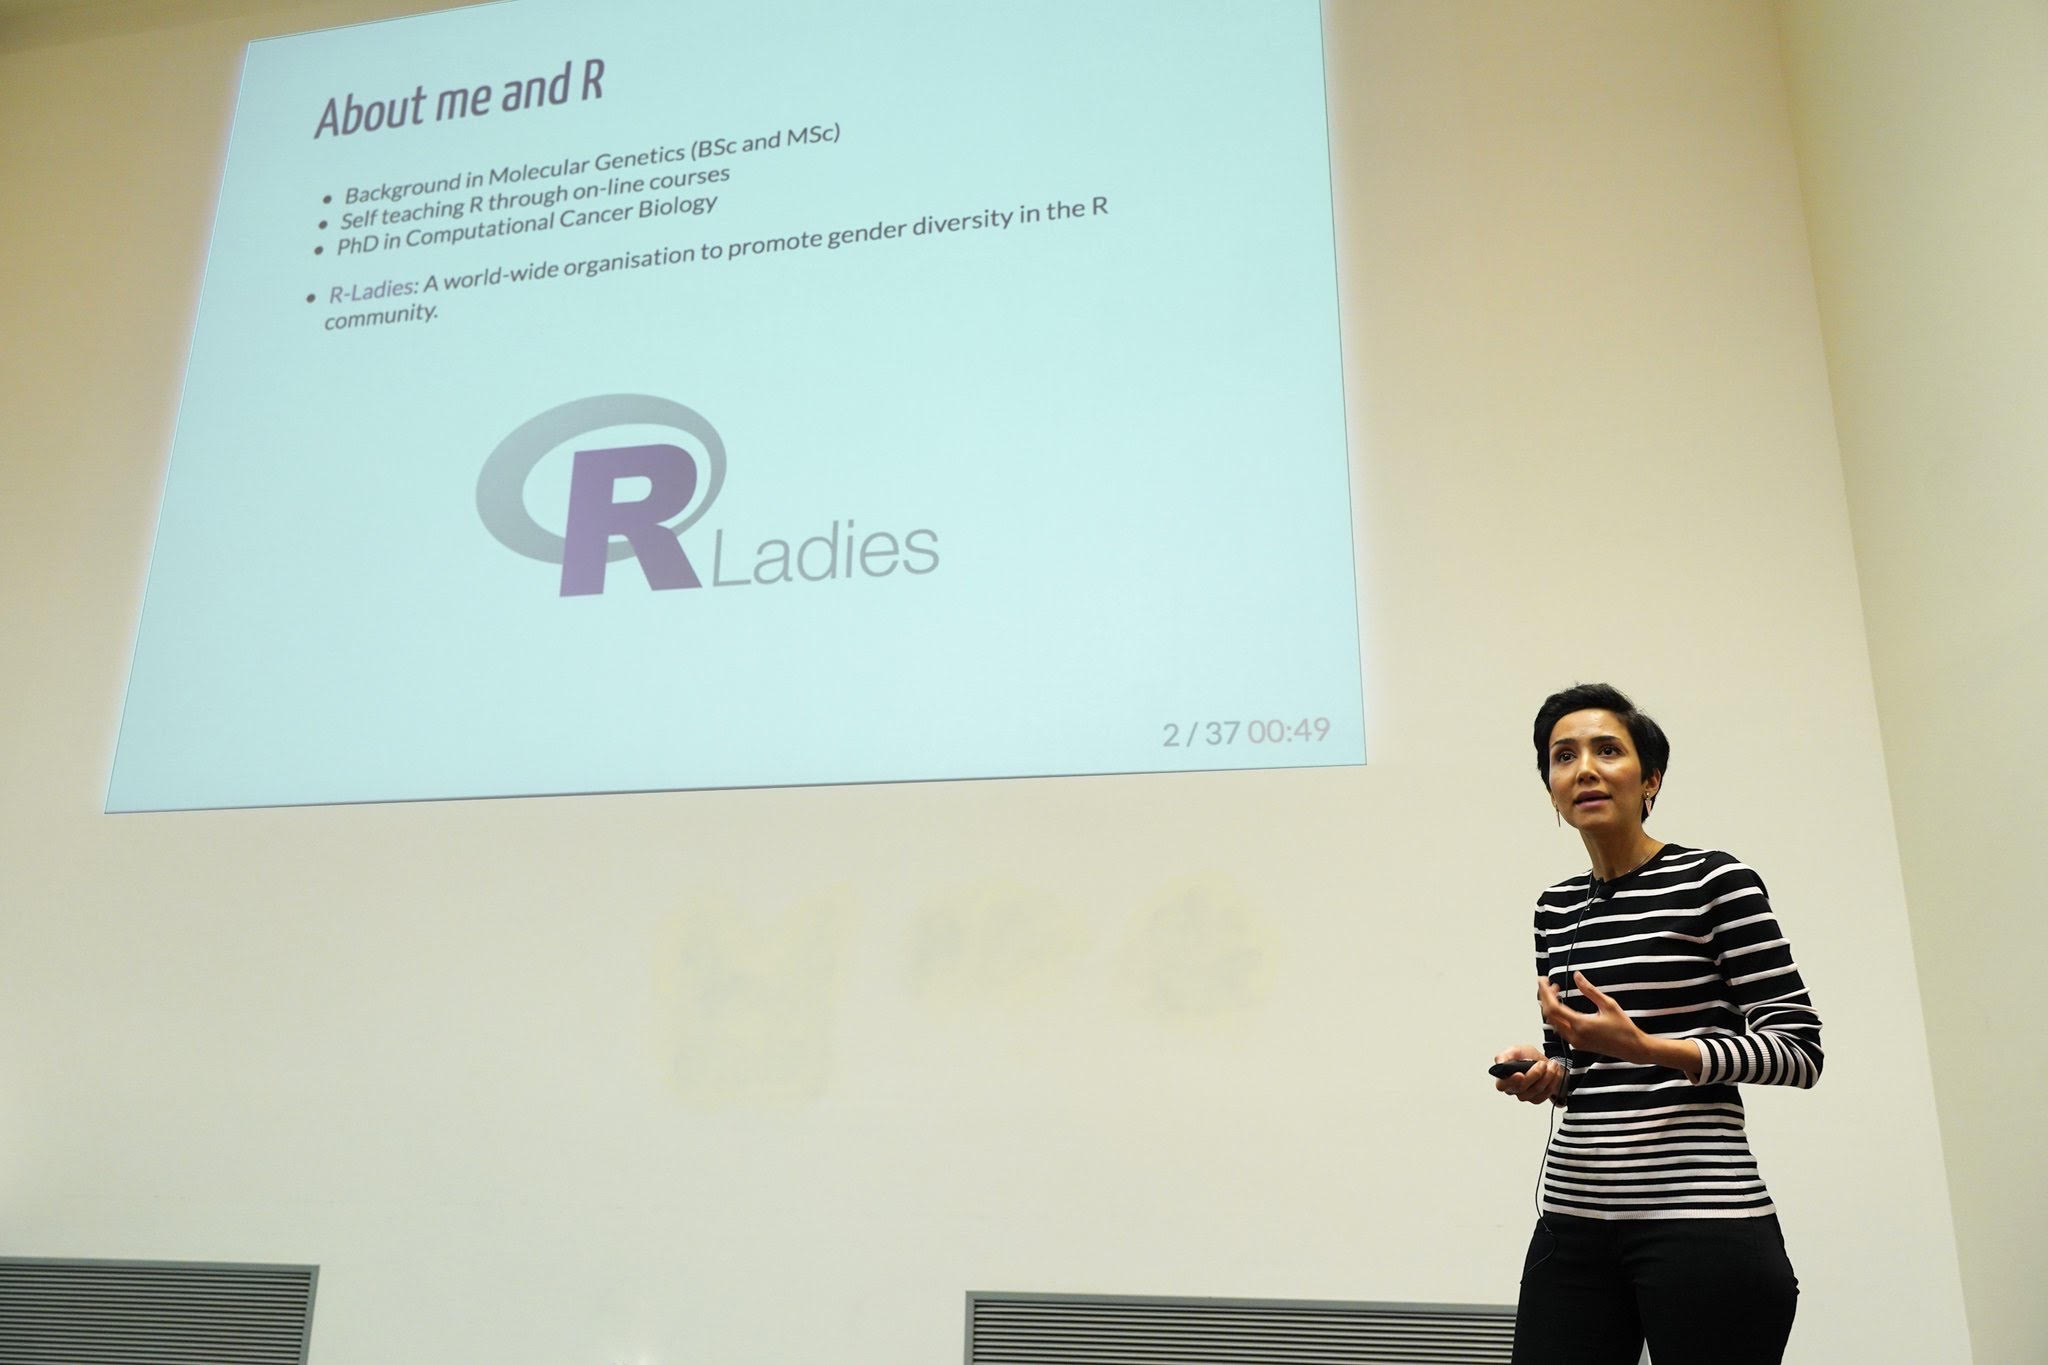 About me and R
• Background in Molecular Genetics (BSc and MSc)
• Self teaching R through on-line courses
• PhD in Computational Cancer Biology
• R-Ladies: A world-wide organisation to promote gender diversity in the R
community.
R Ladies
2 / 37 00:49